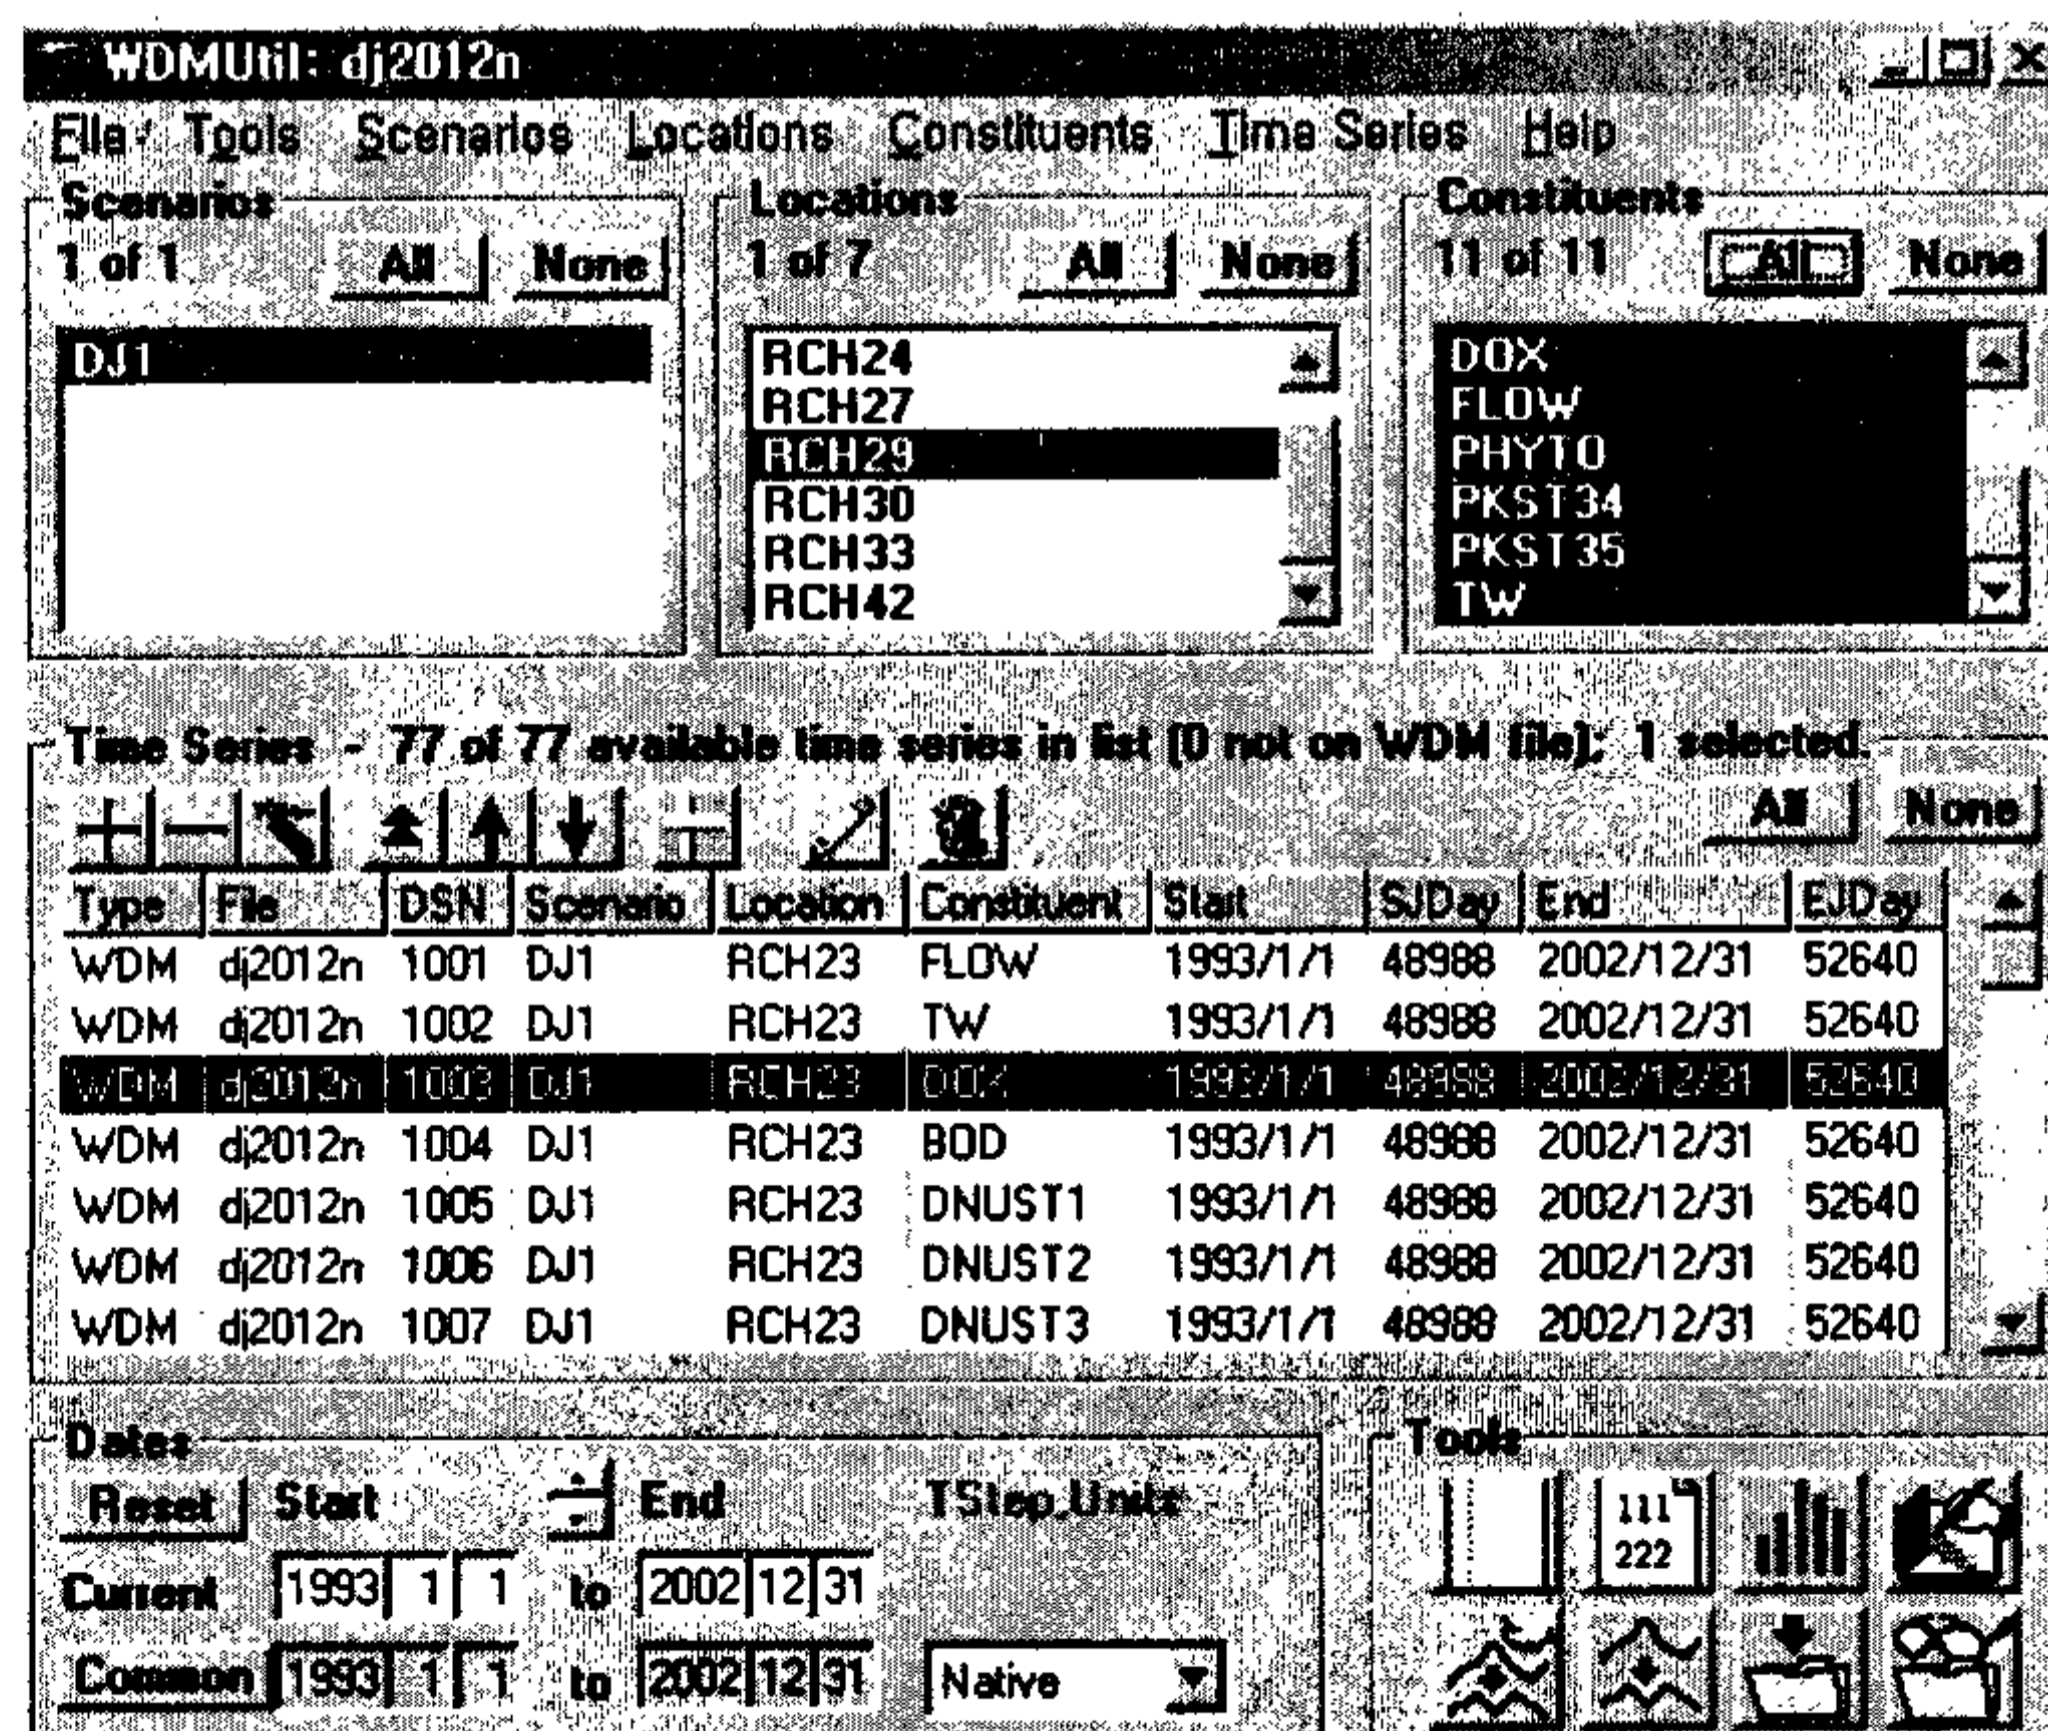 WDMUtil: dj2012n
File Tools Scenarios Locations Constituents Time Series Help
Scenarios
1 of 1 All None
DJ1
Locations
1 of 7 All None
RCH24
RCH27
RCH29
RCH30
RCH33
RCH42
Constituents
11 of 11 All None
DOX
FLOW
PHYTO
PKST34
PKST35
TW
Time Series - 77 of 77 available time series in list (0 not on WDM file); 1 selected.
All None
Type File DSN Scenario Location Constituent Start SJDay End EJDay
WDM dj2012n 1001 DJ1 RCH23 FLOW 1993/1/1 48988 2002/12/31 52640
WDM dj2012n 1002 DJ1 RCH23 TW 1993/1/1 48988 2002/12/31 52640
WDM dj2012n 1003 DJ1 RCH23 DOX 1993/1/1 48988 2002/12/31 52640
WDM dj2012n 1004 DJ1 RCH23 BOD 1993/1/1 48988 2002/12/31 52640
WDM dj2012n 1005 DJ1 RCH23 DNUST1 1993/1/1 48988 2002/12/31 52640
WDM dj2012n 1006 DJ1 RCH23 DNUST2 1993/1/1 48988 2002/12/31 52640
WDM dj2012n 1007 DJ1 RCH23 DNUST3 1993/1/1 48988 2002/12/31 52640
Dates
Reset Start End TStep,Units
Current 1993 1 1 to 2002 12 31
Common 1993 1 1 to 2002 12 31 Native
Tools
111
222